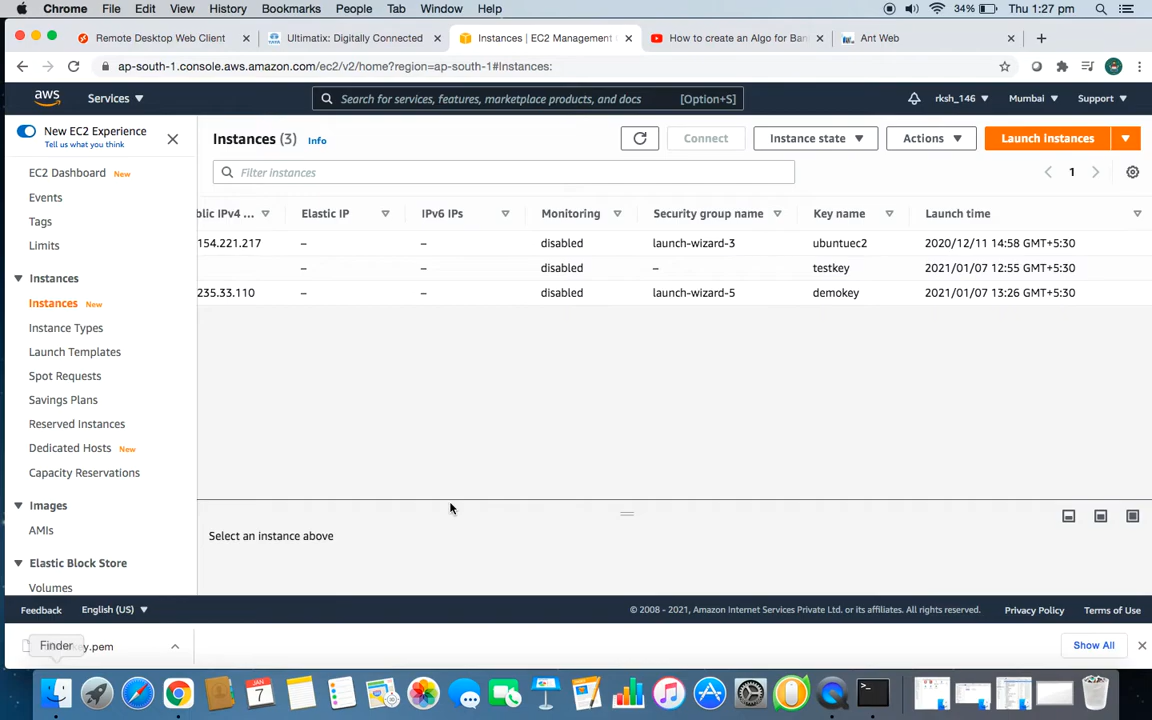 Chrome File Edit View History Bookmarks People Tab Window Help 34% Thu 1:27 pm
Remote Desktop Web Client Ultimatix: Digitally Connected Instances | EC2 Management How to create an Algo for Ban Ant Web
ap-south-1.console.aws.amazon.com/ec2/v2/home?region=ap-south-1#Instances:
aws Services Search for services, features, marketplace products, and docs [Option+S] rksh_146 Mumbai Support
New EC2 Experience
Tell us what you think
Instances (3) Info Connect Instance state Actions Launch instances
Filter instances 1
EC2 Dashboard New
Events
Tags
Limits
Instances
Instances New
Instance Types
Launch Templates
Spot Requests
Savings Plans
Reserved Instances
Dedicated Hosts New
Capacity Reservations
Images
AMIs
Elastic Block Store
Volumes
blic IPv4 ... Elastic IP IPv6 IPs Monitoring Security group name Key name Launch time
154.221.217 – – disabled launch-wizard-3 ubuntuec2 2020/12/11 14:58 GMT+5:30
– – disabled – testkey 2021/01/07 12:55 GMT+5:30
235.33.110 – – disabled launch-wizard-5 demokey 2021/01/07 13:26 GMT+5:30
Select an instance above
Feedback English (US) © 2008 - 2021, Amazon Internet Services Private Ltd. or its affiliates. All rights reserved. Privacy Policy Terms of Use
Finder ey.pem Show All
JAN
7